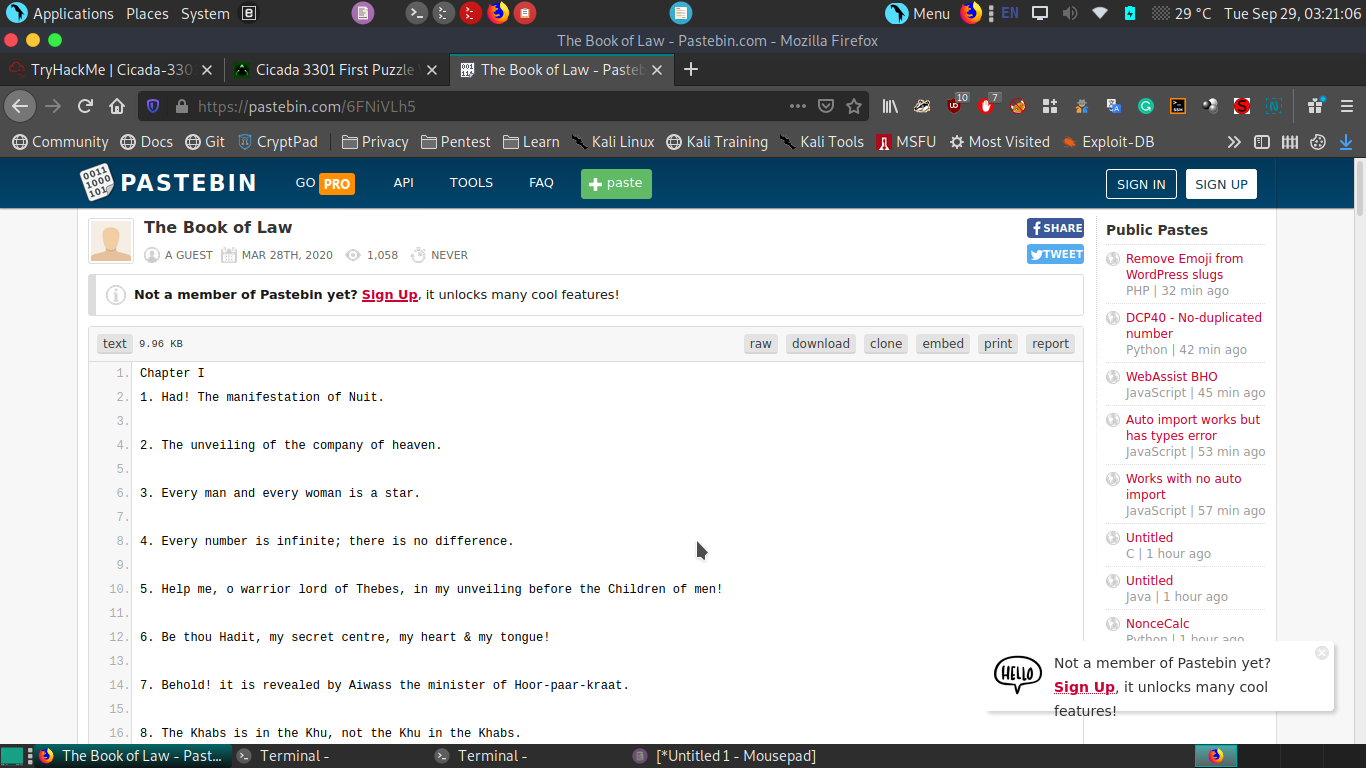 Applications Places System Menu EN 29 °C Tue Sep 29, 03:21:06
The Book of Law - Pastebin.com - Mozilla Firefox
TryHackMe | Cicada-330 Cicada 3301 First Puzzle The Book of Law - Pasteb
https://pastebin.com/6FNiVLh5 10 7
Community Docs Git CryptPad Privacy Pentest Learn Kali Linux Kali Training Kali Tools MSFU Most Visited Exploit-DB
PASTEBIN GO PRO API TOOLS FAQ paste SIGN IN SIGN UP
The Book of Law
A GUEST MAR 28TH, 2020 1,058 NEVER
SHARE
TWEET
Not a member of Pastebin yet? Sign Up, it unlocks many cool features!
text 9.96 KB raw download clone embed print report
1. Chapter I
2. 1. Had! The manifestation of Nuit.
3.
4. 2. The unveiling of the company of heaven.
5.
6. 3. Every man and every woman is a star.
7.
8. 4. Every number is infinite; there is no difference.
9.
10. 5. Help me, o warrior lord of Thebes, in my unveiling before the Children of men!
11.
12. 6. Be thou Hadit, my secret centre, my heart & my tongue!
13.
14. 7. Behold! it is revealed by Aiwass the minister of Hoor-paar-kraat.
15.
16. 8. The Khabs is in the Khu, not the Khu in the Khabs.
Public Pastes
Remove Emoji from
WordPress slugs
PHP | 32 min ago
DCP40 - No-duplicated
number
Python | 42 min ago
WebAssist BHO
JavaScript | 45 min ago
Auto import works but
has types error
JavaScript | 53 min ago
Works with no auto
import
JavaScript | 57 min ago
Untitled
C | 1 hour ago
Untitled
Java | 1 hour ago
NonceCalc
Python | 1 hour ago
HELLO
Not a member of Pastebin yet?
Sign Up, it unlocks many cool
features!
The Book of Law - Past... Terminal - Terminal - [*Untitled 1 - Mousepad]